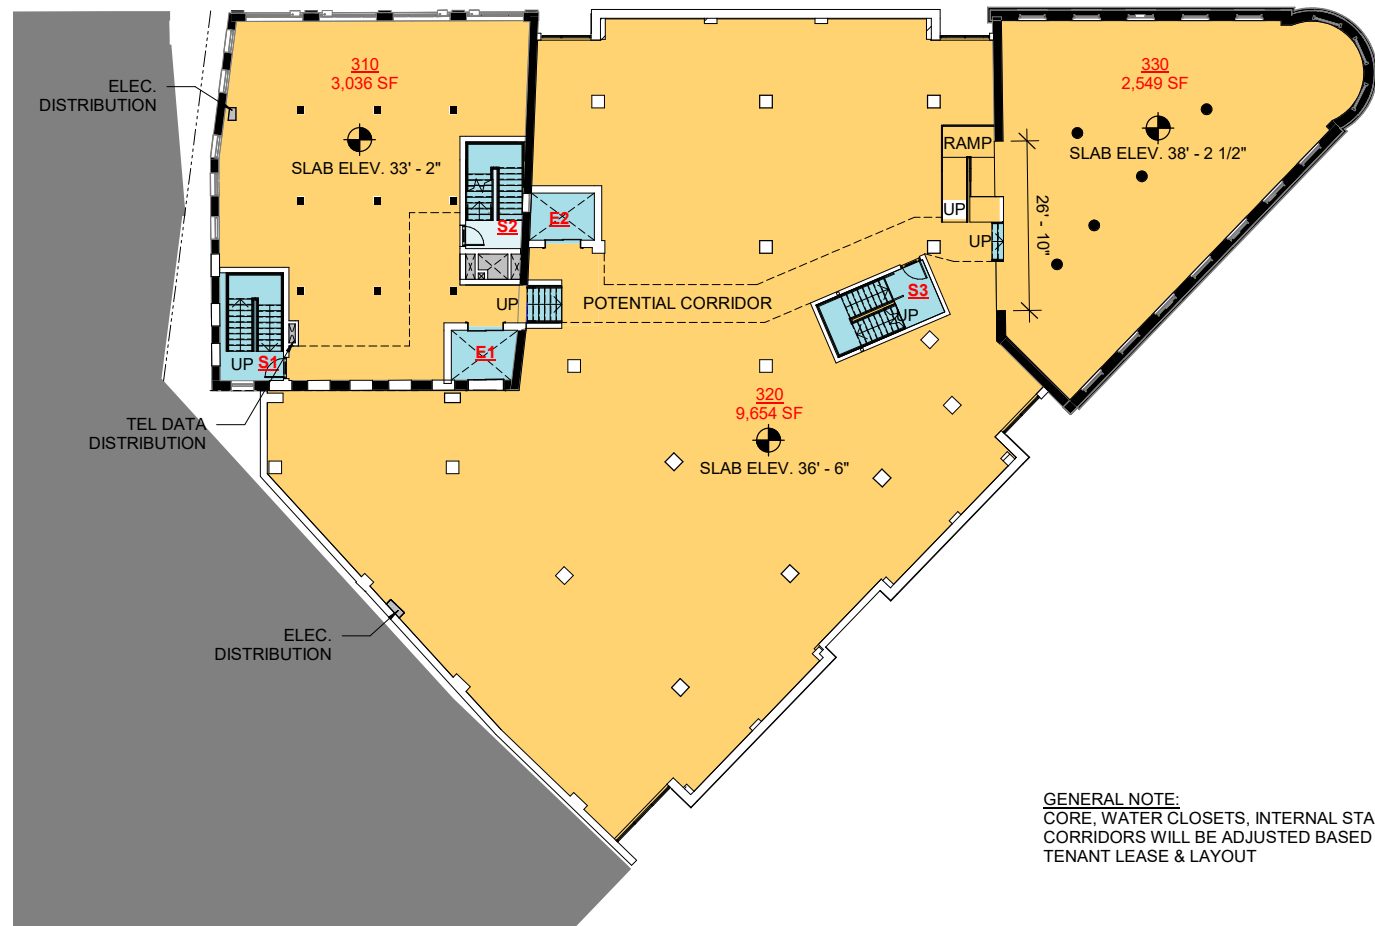 310
3,036 SF
330
2,549 SF
ELEC.
DISTRIBUTION
SLAB ELEV. 33' - 2"
RAMP
SLAB ELEV. 38' - 2 1/2"
S2
E2
UP
26' - 10"
UP
UP
POTENTIAL CORRIDOR
S3
UP
E1
UP
S1
320
9,654 SF
TEL DATA
DISTRIBUTION
SLAB ELEV. 36' - 6"
ELEC.
DISTRIBUTION
GENERAL NOTE:
CORE, WATER CLOSETS, INTERNAL STA
CORRIDORS WILL BE ADJUSTED BASED
TENANT LEASE & LAYOUT